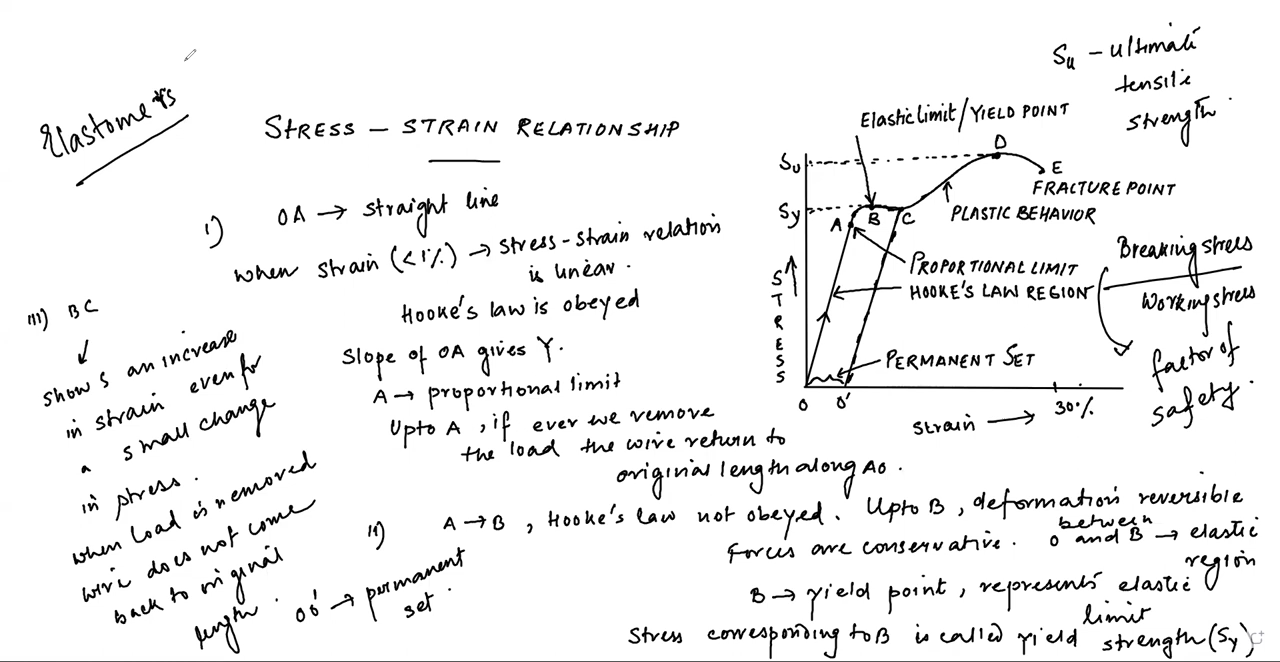 Elastomers
STRESS – STRAIN RELATIONSHIP
i) OA → straight line
when strain (<1%) → stress-strain relation
is linear.
Hooke's law is obeyed
Slope of OA gives Y.
A → proportional limit
Upto A, if ever we remove
the load the wire return to
original length along AO.
ii) A → B, Hooke's law not obeyed. Upto B, deformation's reversible
Forces are conservative. O between and B → elastic
region
B → yield point, represents elastic
limit
Stress corresponding to B is called yield strength (Sy)
iii) BC
↓
shows an increase
in strain even for
a small change
in stress.
when load is removed
wire does not come
back to original
length.
OO' → permanent
set.
Su – ultimate
tensile
strength.
Elastic limit/YIELD POINT
Su
Sy
A
B
C
D
E
FRACTURE POINT
PLASTIC BEHAVIOR
PROPORTIONAL LIMIT
HOOKE'S LAW REGION
PERMANENT SET
STRESS →
O O' 30%
Strain →
Breaking stress
Working stress
factor of
safety.